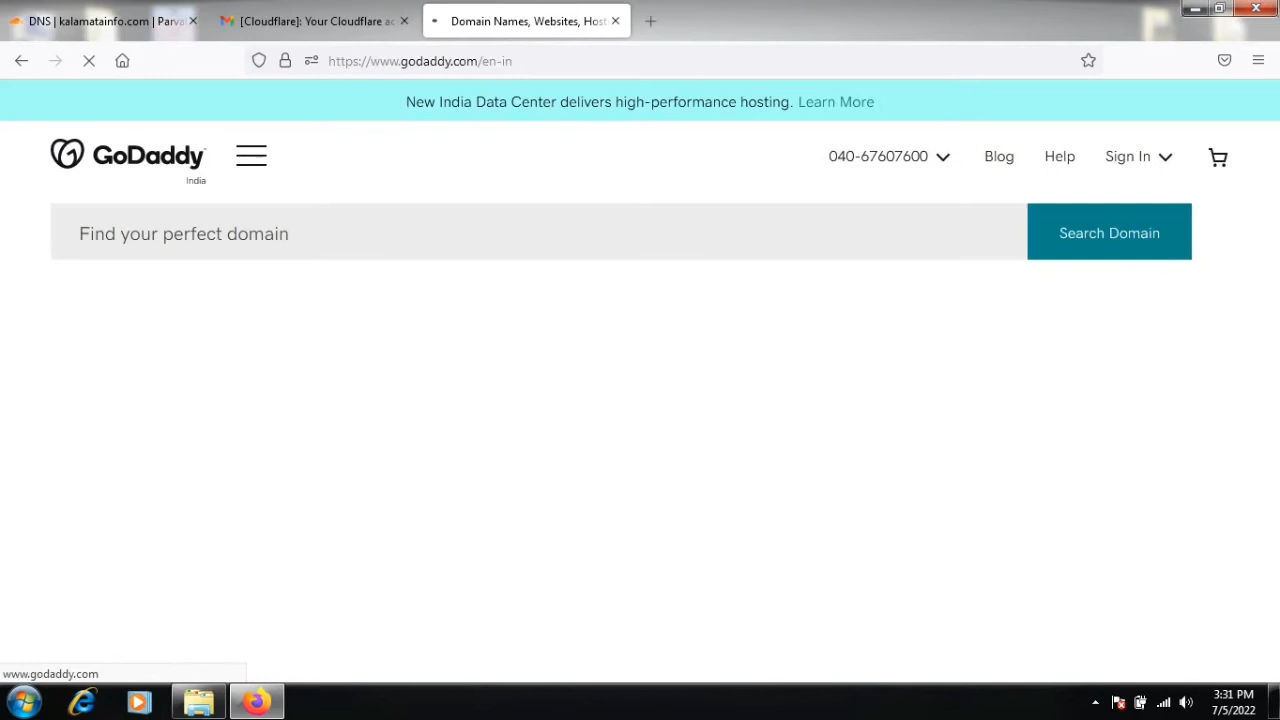 DNS | kalamatainfo.com | Parva
[Cloudflare]: Your Cloudflare ac
Domain Names, Websites, Host
https://www.godaddy.com/en-in
New India Data Center delivers high-performance hosting. Learn More
GoDaddy
India
040-67607600
Blog
Help
Sign In
Find your perfect domain
Search Domain
www.godaddy.com
3:31 PM
7/5/2022